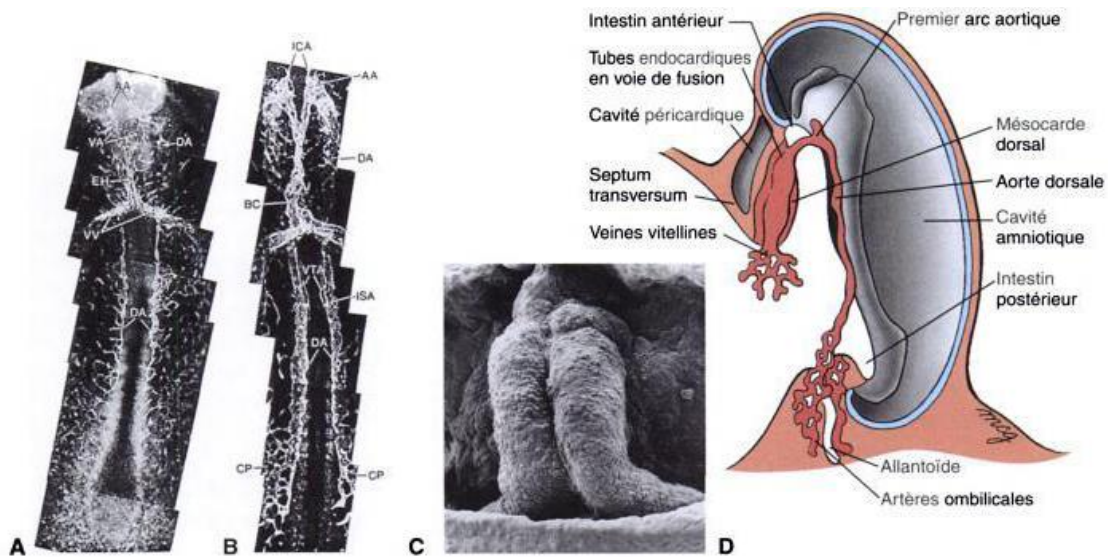 ICA
AA
AA
VA
DA
DA
EH
BC
VTA
ISA
DA
DA
CP
CP
A
B
C
D
Intestin antérieur
Premier arc aortique
Tubes endocardiques
en voie de fusion
Cavité péricardique
Mésocarde
dorsal
Septum
transversum
Aorte dorsale
Cavité
amniotique
Veines vitellines
Intestin
postérieur
mcg
Allantoïde
Artères ombilicales